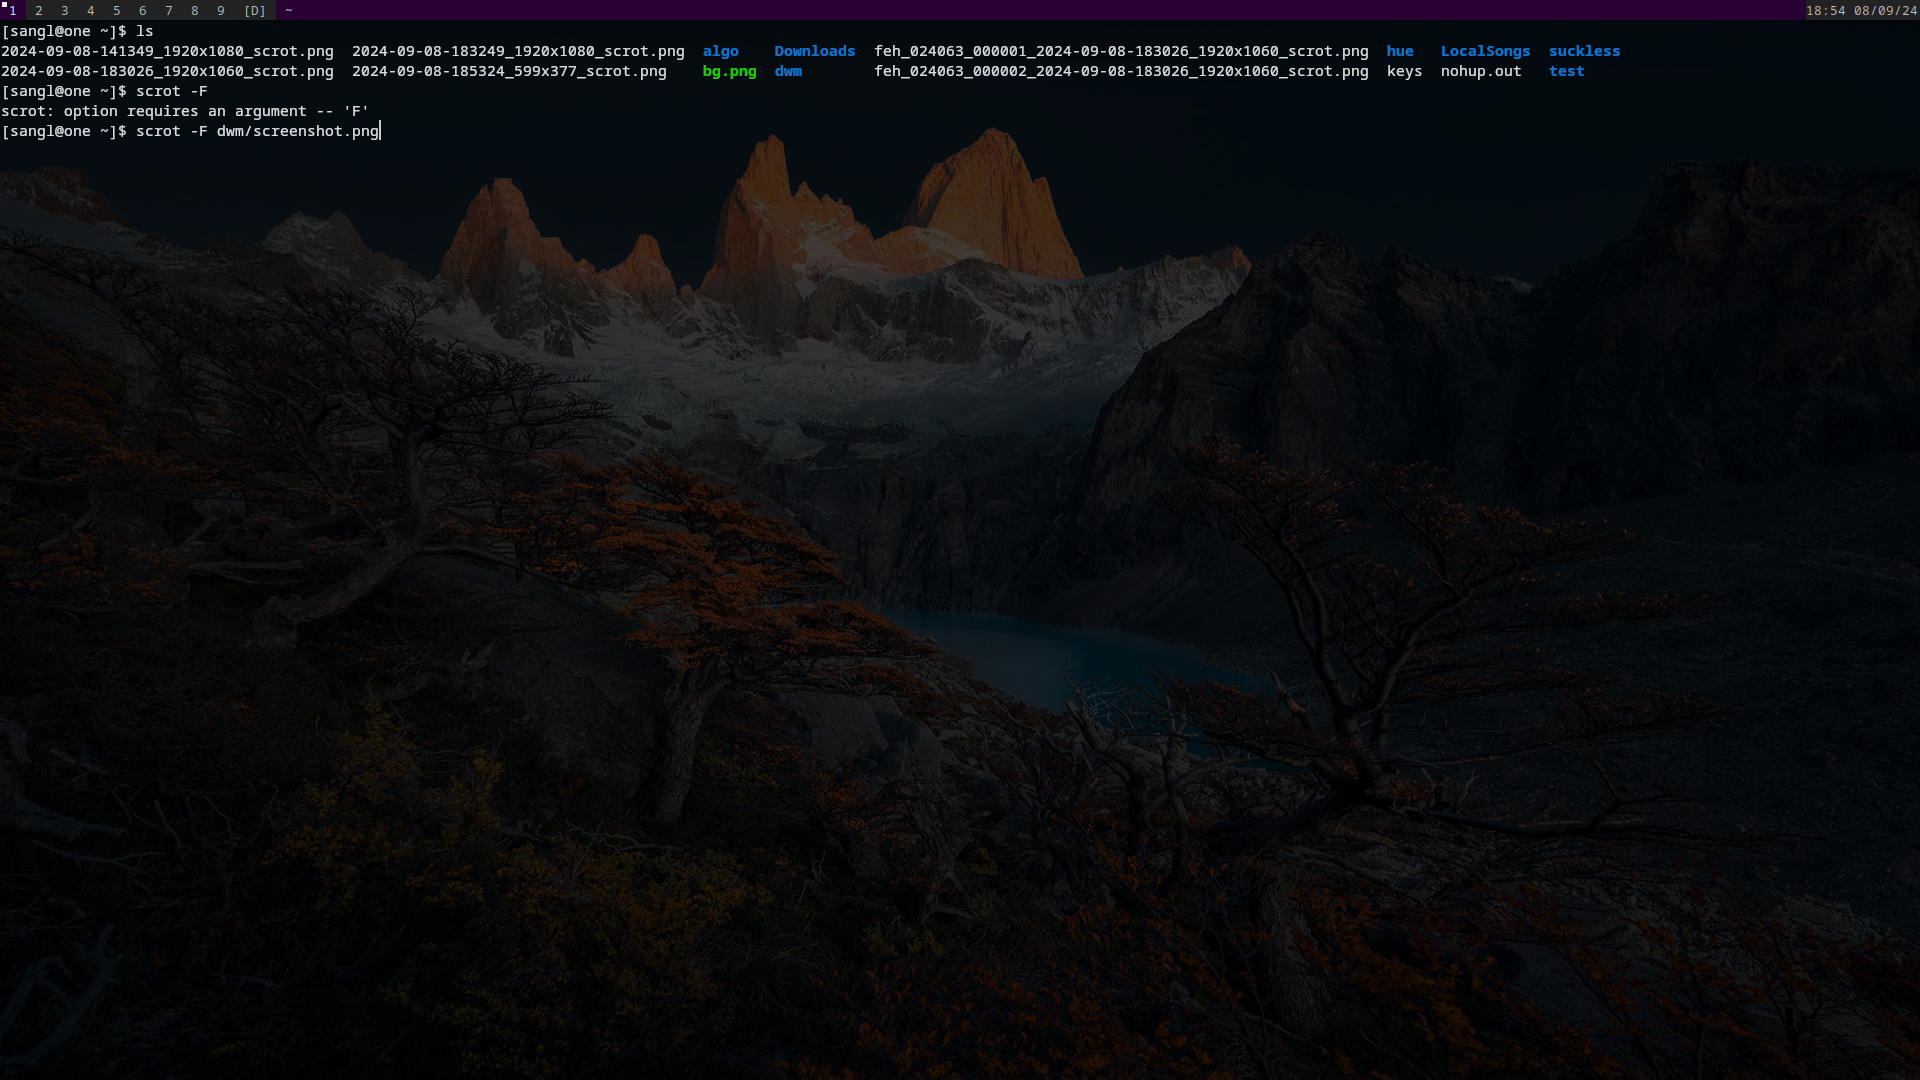 1 2 3 4 5 6 7 8 9 [D] ~ 18:54 08/09/24
[sangl@one ~]$ ls
2024-09-08-141349_1920x1080_scrot.png 2024-09-08-183249_1920x1080_scrot.png algo Downloads feh_024063_000001_2024-09-08-183026_1920x1060_scrot.png hue LocalSongs suckless
2024-09-08-183026_1920x1060_scrot.png 2024-09-08-185324_599x377_scrot.png bg.png dwm feh_024063_000002_2024-09-08-183026_1920x1060_scrot.png keys nohup.out test
[sangl@one ~]$ scrot -F
scrot: option requires an argument -- 'F'
[sangl@one ~]$ scrot -F dwm/screenshot.png